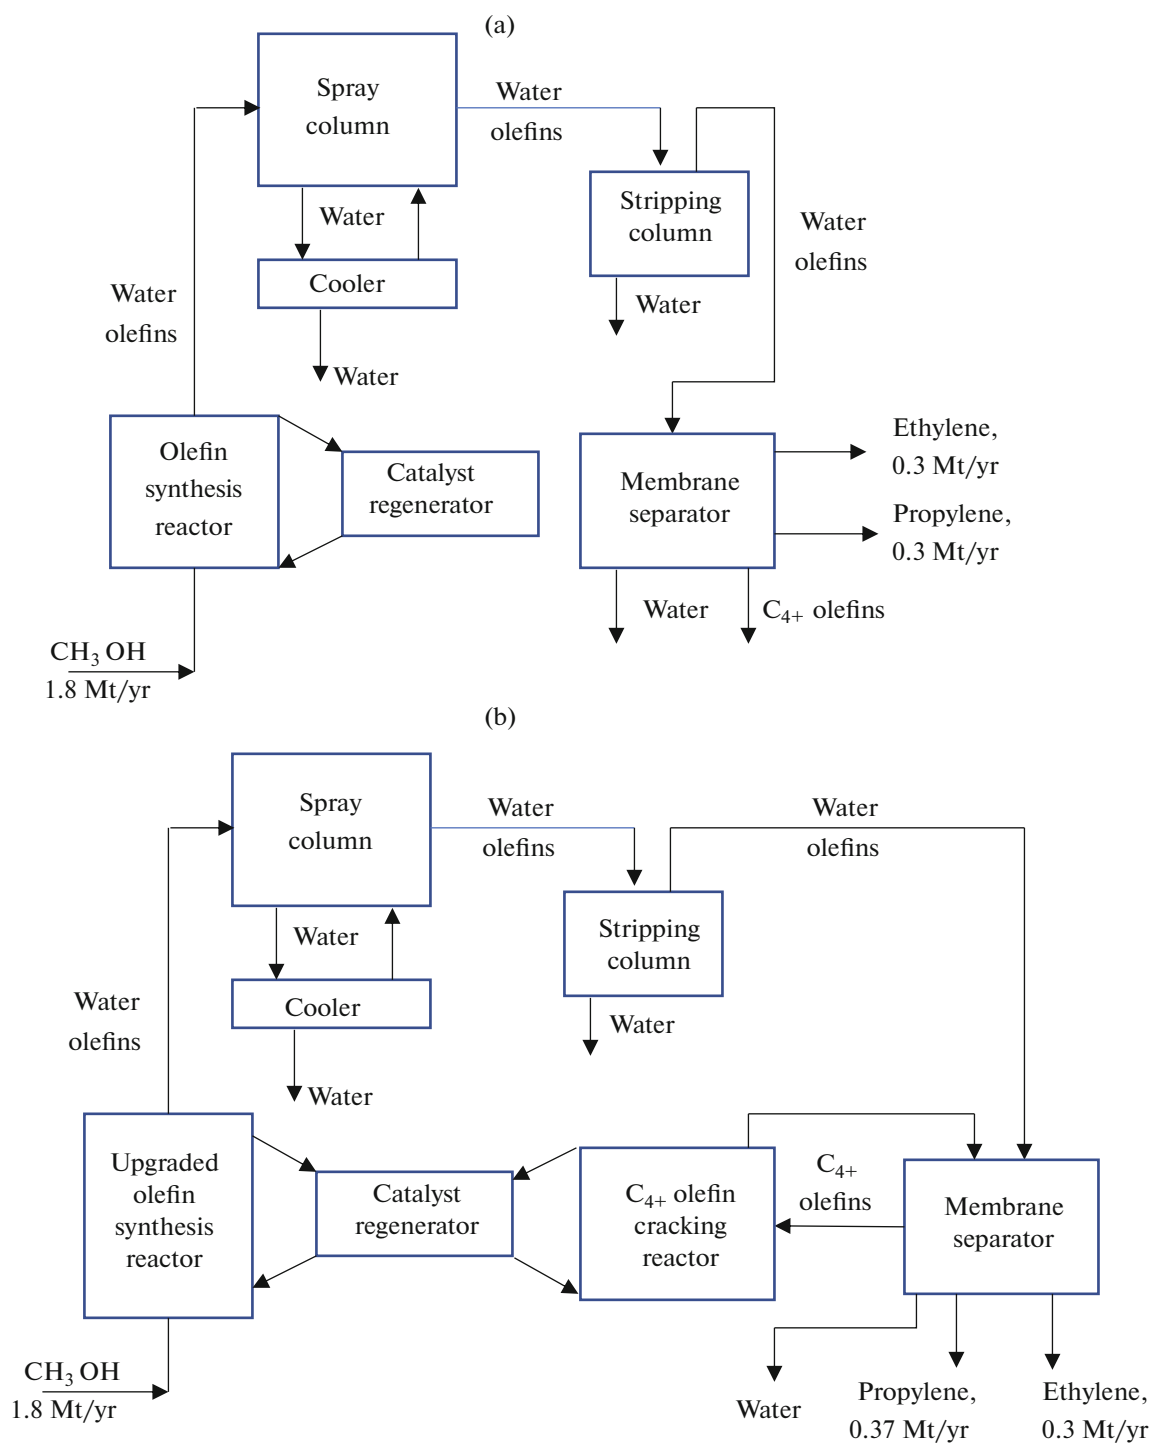 (a)
Spray
column
Water
olefins
Stripping
column
Water
olefins
Water
Cooler
Water
olefins
Water
Water
Olefin
synthesis
reactor
Catalyst
regenerator
Membrane
separator
Ethylene,
0.3 Mt/yr
Propylene,
0.3 Mt/yr
Water
C₄₊ olefins
CH₃ OH
1.8 Mt/yr
(b)
Spray
column
Water
olefins
Water
olefins
Stripping
column
Water
Cooler
Water
olefins
Water
Water
Upgraded
olefin
synthesis
reactor
Catalyst
regenerator
C₄₊ olefin
cracking
reactor
C₄₊
olefins
Membrane
separator
CH₃ OH
1.8 Mt/yr
Water
Propylene,
0.37 Mt/yr
Ethylene,
0.3 Mt/yr